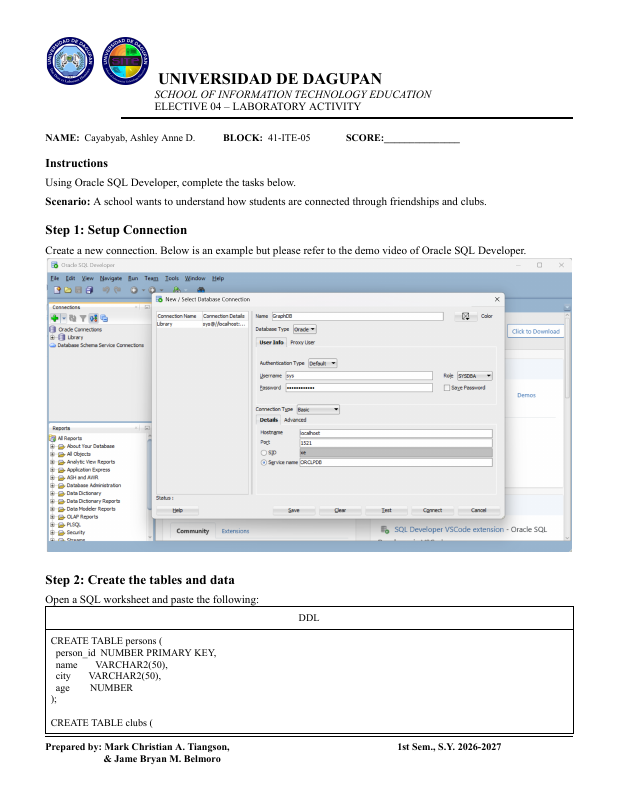 UNIVERSIDAD DE DAGUPAN
SCHOOL OF INFORMATION TECHNOLOGY EDUCATION
ELECTIVE 04 – LABORATORY ACTIVITY
NAME: Cayabyab, Ashley Anne D. BLOCK: 41-ITE-05 SCORE:_______________
Instructions
Using Oracle SQL Developer, complete the tasks below.
Scenario: A school wants to understand how students are connected through friendships and clubs.
Step 1: Setup Connection
Create a new connection. Below is an example but please refer to the demo video of Oracle SQL Developer.
Oracle SQL Developer
File Edit View Navigate Run Team Tools Window Help
Connections
Oracle Connections
Library
Database Schema Service Connections
Reports
All Reports
About Your Database
All Objects
Analytic View Reports
Application Express
ASH and AWR
Database Administration
Data Dictionary
Data Dictionary Reports
Data Modeler Reports
OLAP Reports
PLSQL
Security
Streams
New / Select Database Connection
Connection Name Connection Details
Library sys@//localhost:...
Name GraphDB Color
Database Type Oracle
User Info Proxy User
Authentication Type Default
Username sys Role SYSDBA
Password Save Password
Connection Type Basic
Details Advanced
Hostname localhost
Port 1521
SID xe
Service name ORCLPDB
Status :
Help Save Clear Test Connect Cancel
Click to Download
Demos
Community Extensions
SQL Developer VSCode extension - Oracle SQL
Step 2: Create the tables and data
Open a SQL worksheet and paste the following:
DDL
CREATE TABLE persons (
person_id NUMBER PRIMARY KEY,
name VARCHAR2(50),
city VARCHAR2(50),
age NUMBER
);
CREATE TABLE clubs (
Prepared by: Mark Christian A. Tiangson, 1st Sem., S.Y. 2026-2027
& Jame Bryan M. Belmoro